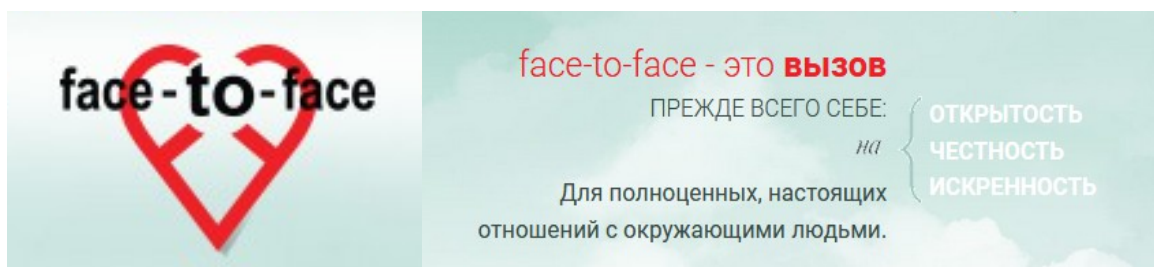 face-to-face
face-to-face - это вызов
ПРЕЖДЕ ВСЕГО СЕБЕ:
на
ОТКРЫТОСТЬ
ЧЕСТНОСТЬ
ИСКРЕННОСТЬ
Для полноценных, настоящих
отношений с окружающими людьми.